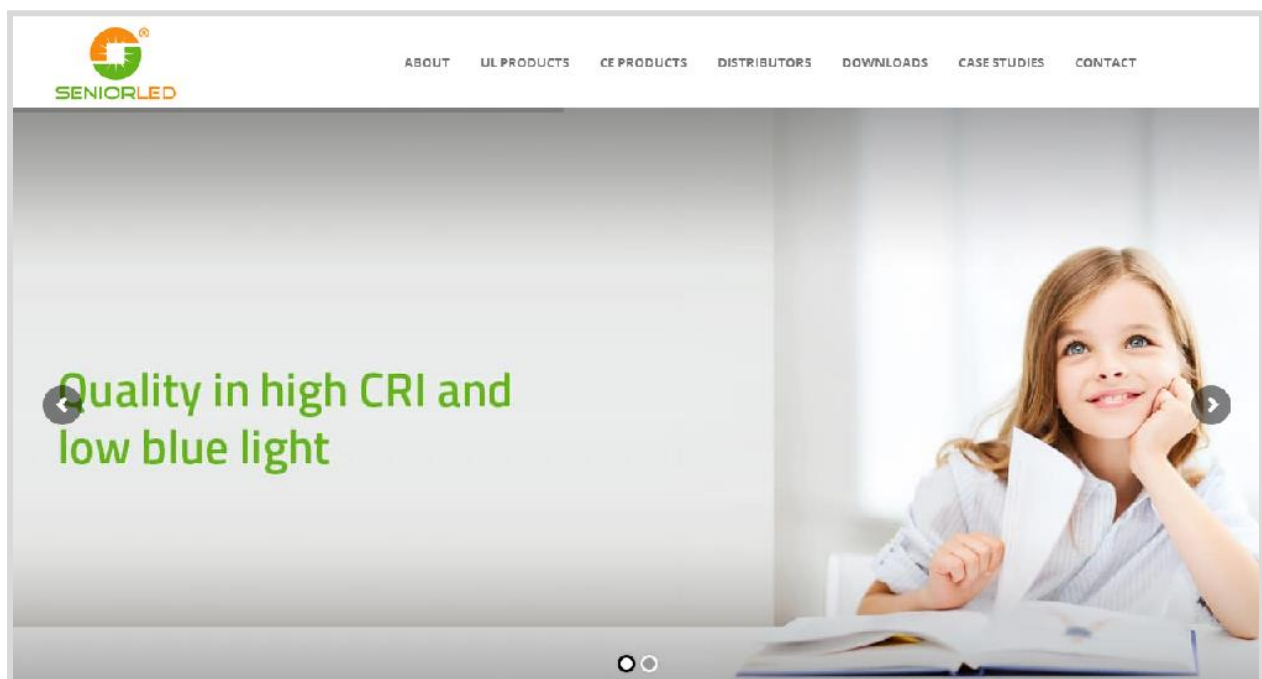 ®
SENIORLED
ABOUT UL PRODUCTS CE PRODUCTS DISTRIBUTORS DOWNLOADS CASE STUDIES CONTACT
Quality in high CRI and
low blue light